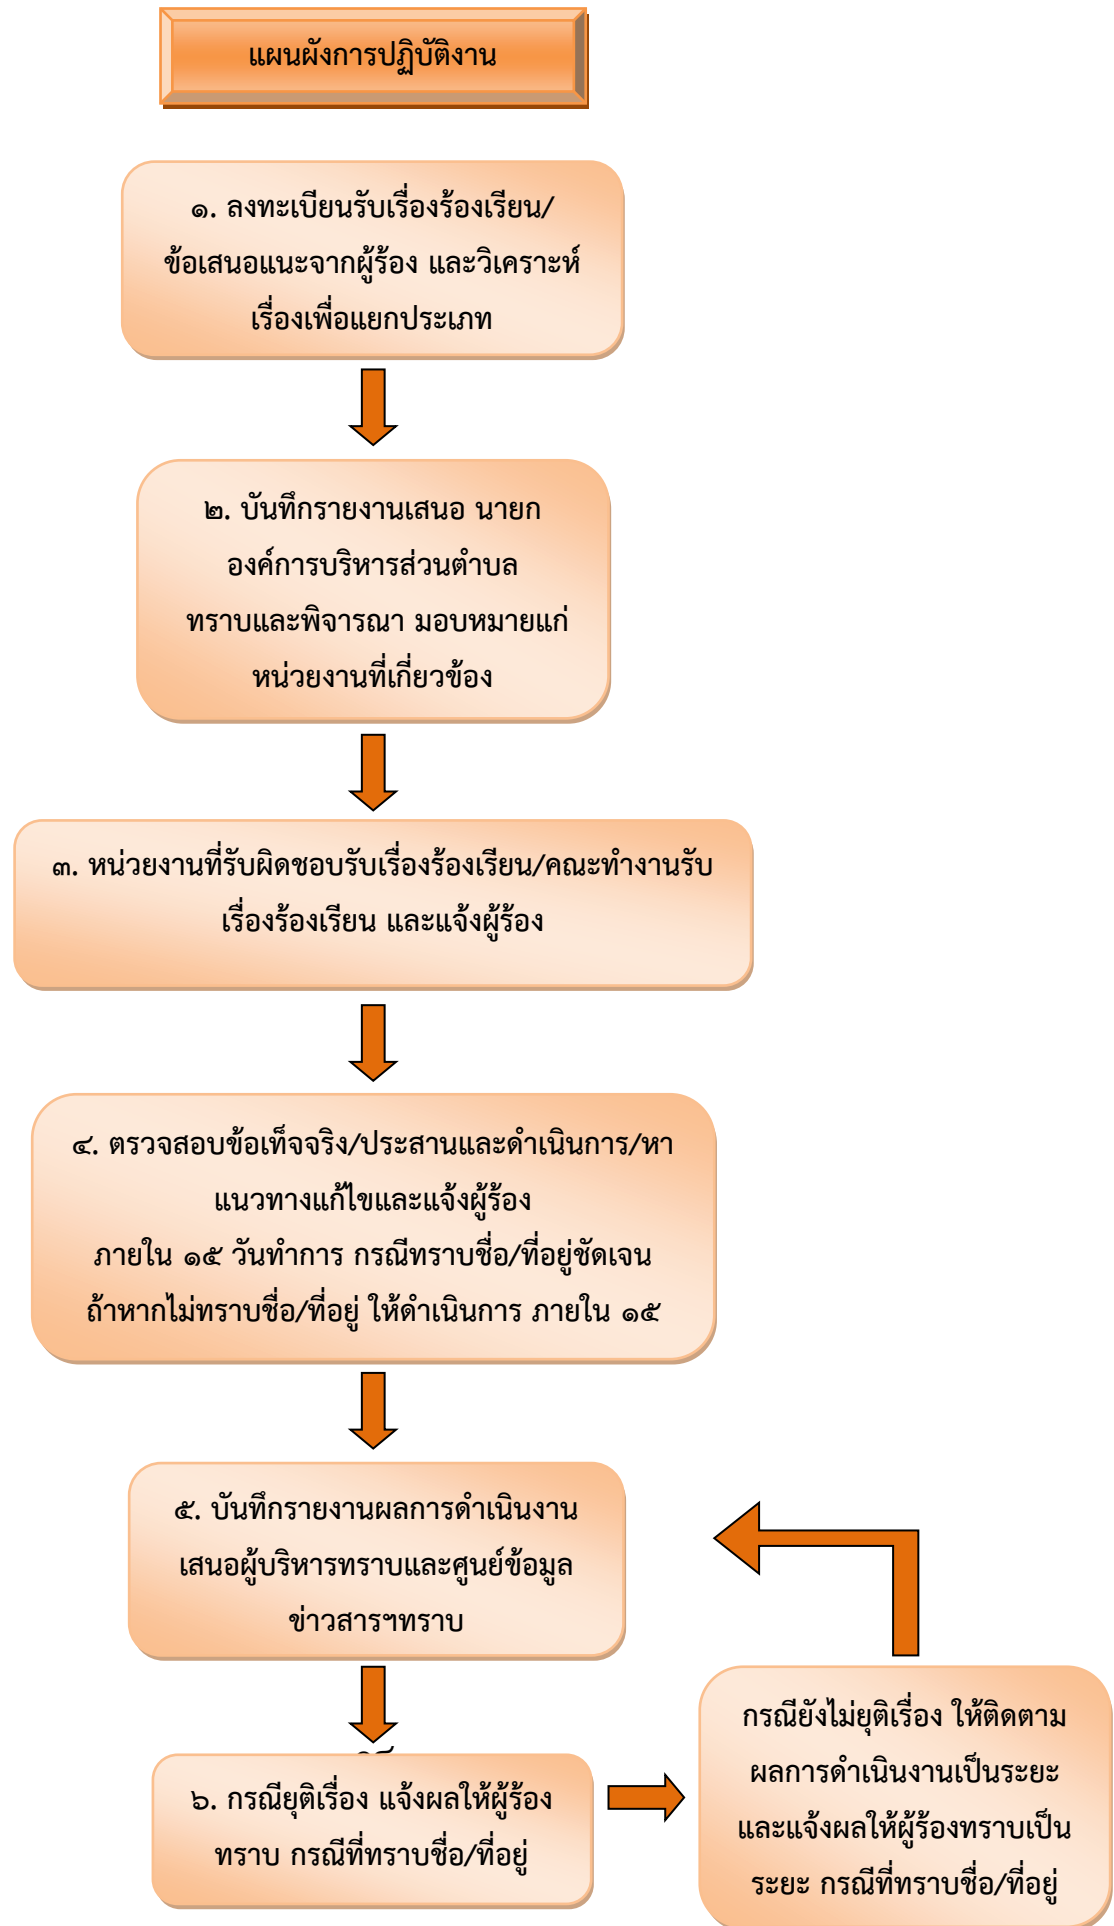 แผนผังการปฏิบัติงาน
๑. ลงทะเบียนรับเรื่องร้องเรียน/
ข้อเสนอแนะจากผู้ร้อง และวิเคราะห์
เรื่องเพื่อแยกประเภท
๒. บันทึกรายงานเสนอ นายก
องค์การบริหารส่วนตำบล
ทราบและพิจารณา มอบหมายแก่
หน่วยงานที่เกี่ยวข้อง
๓. หน่วยงานที่รับผิดชอบรับเรื่องร้องเรียน/คณะทำงานรับ
เรื่องร้องเรียน และแจ้งผู้ร้อง
๔. ตรวจสอบข้อเท็จจริง/ประสานและดำเนินการ/หา
แนวทางแก้ไขและแจ้งผู้ร้อง
ภายใน ๑๕ วันทำการ กรณีทราบชื่อ/ที่อยู่ชัดเจน
ถ้าหากไม่ทราบชื่อ/ที่อยู่ ให้ดำเนินการ ภายใน ๑๕
๕. บันทึกรายงานผลการดำเนินงาน
เสนอผู้บริหารทราบและศูนย์ข้อมูล
ข่าวสารฯทราบ
๖. กรณียุติเรื่อง แจ้งผลให้ผู้ร้อง
ทราบ กรณีที่ทราบชื่อ/ที่อยู่
กรณียังไม่ยุติเรื่อง ให้ติดตาม
ผลการดำเนินงานเป็นระยะ
และแจ้งผลให้ผู้ร้องทราบเป็น
ระยะ กรณีที่ทราบชื่อ/ที่อยู่